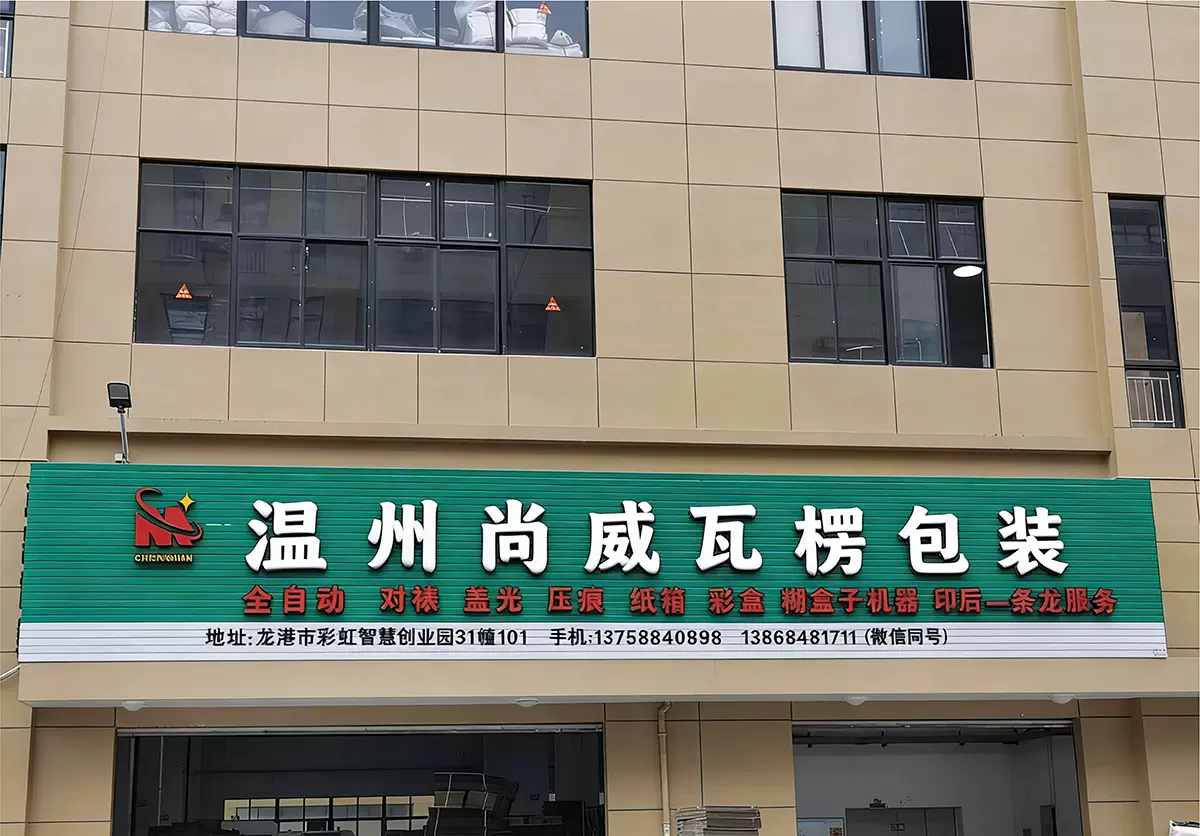 温州尚威瓦楞包装
全自动 对裱 盖光 压痕 纸箱 彩盒 糊盒子机器 印后一条龙服务
地址:龙港市彩虹智慧创业园31幢101 手机:13758840898 13868481711(微信同号)